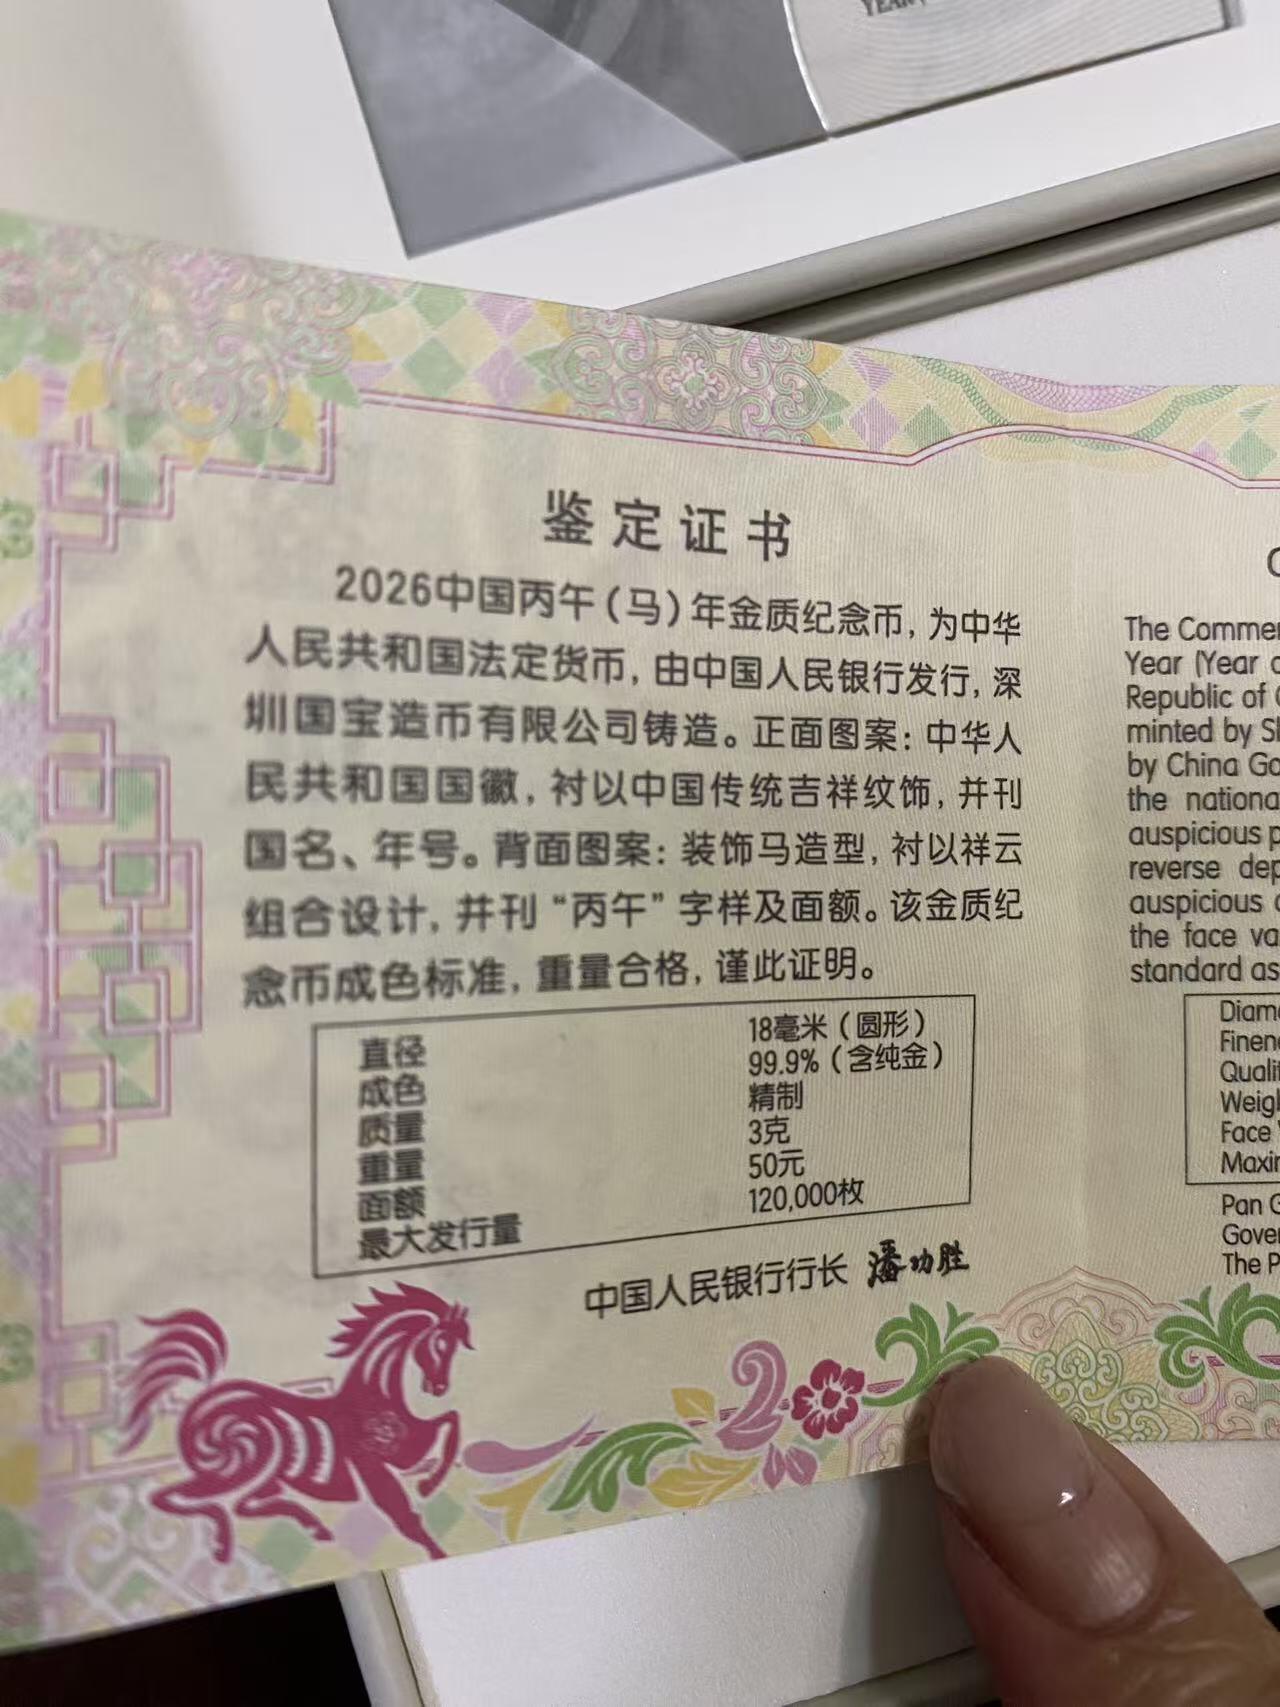 YEAR
鉴定证书
2026中国丙午(马)年金质纪念币,为中华
人民共和国法定货币,由中国人民银行发行,深
圳国宝造币有限公司铸造。正面图案:中华人
民共和国国徽,衬以中国传统吉祥纹饰,并刊
国名、年号。背面图案:装饰马造型,衬以祥云
组合设计,并刊“丙午”字样及面额。该金质纪
念币成色标准,重量合格,谨此证明。
直径 18毫米(圆形)
成色 99.9%(含纯金)
质量 精制
重量 3克
面额 50元
最大发行量 120,000枚
中国人民银行行长 潘功胜
C
The Commer
Year (Year o
Republic of C
minted by Sh
by China Go
the nationa
auspicious p
reverse dep
auspicious c
the face va
standard as
Diame
Finene
Qualit
Weigh
Face V
Maxim
Pan G
Gover
The P